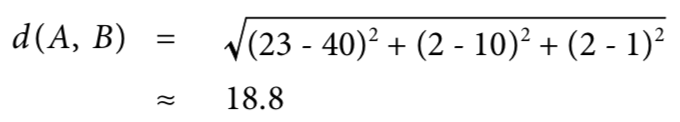 d(A, B) = √(23 - 40)² + (2 - 10)² + (2 - 1)²
≈ 18.8